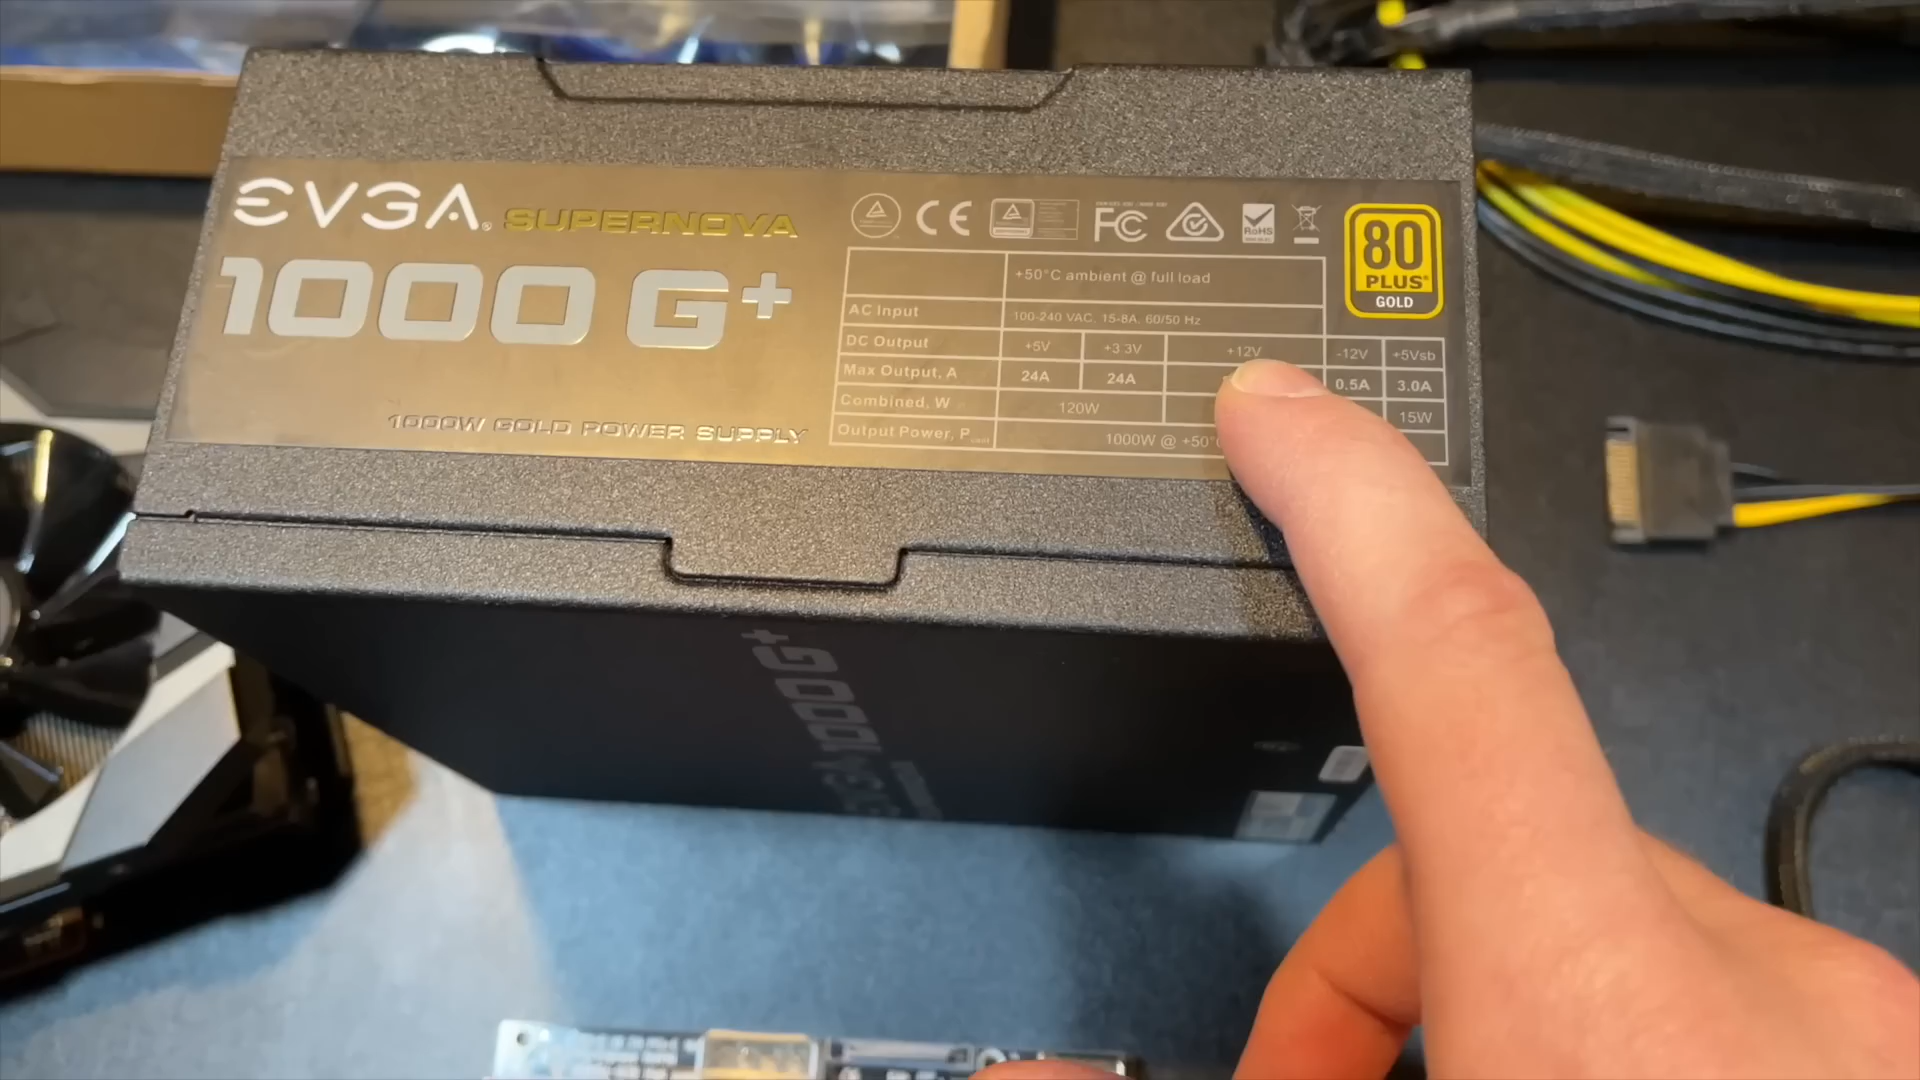 EVGA SUPERNOVA
1000 G+
1000W GOLD POWER SUPPLY
CE FC RoHS
80 PLUS GOLD
+50°C ambient @ full load
AC Input 100-240 VAC, 15-8A, 60/50 Hz
DC Output +5V +3.3V +12V -12V +5Vsb
Max Output, A 24A 24A 0.5A 3.0A
Combined, W 120W 15W
Output Power, P 1000W @ +50°
1000 G+
EVGA